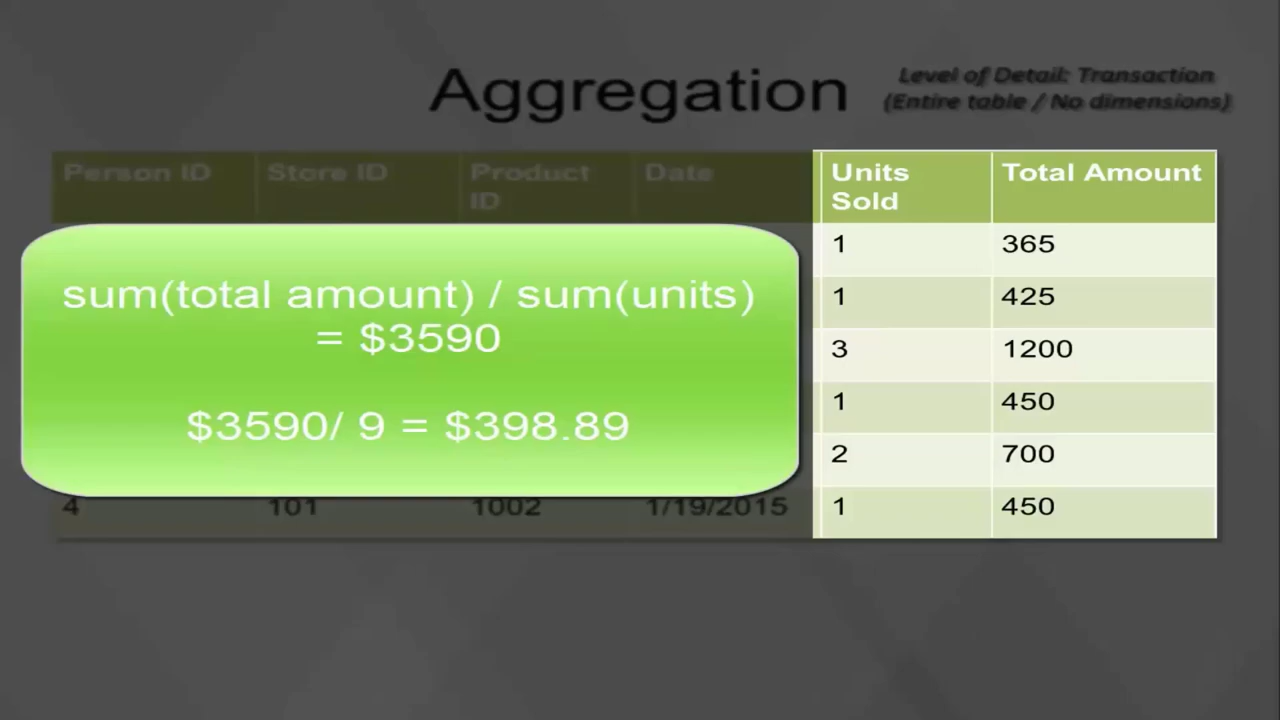 Aggregation
Level of Detail: Transaction
(Entire table / No dimensions)
Person ID Store ID Product ID Date Units Sold Total Amount
1 365
1 425
3 1200
1 450
2 700
4 101 1002 1/19/2015 1 450
sum(total amount) / sum(units)
= $3590
$3590/ 9 = $398.89